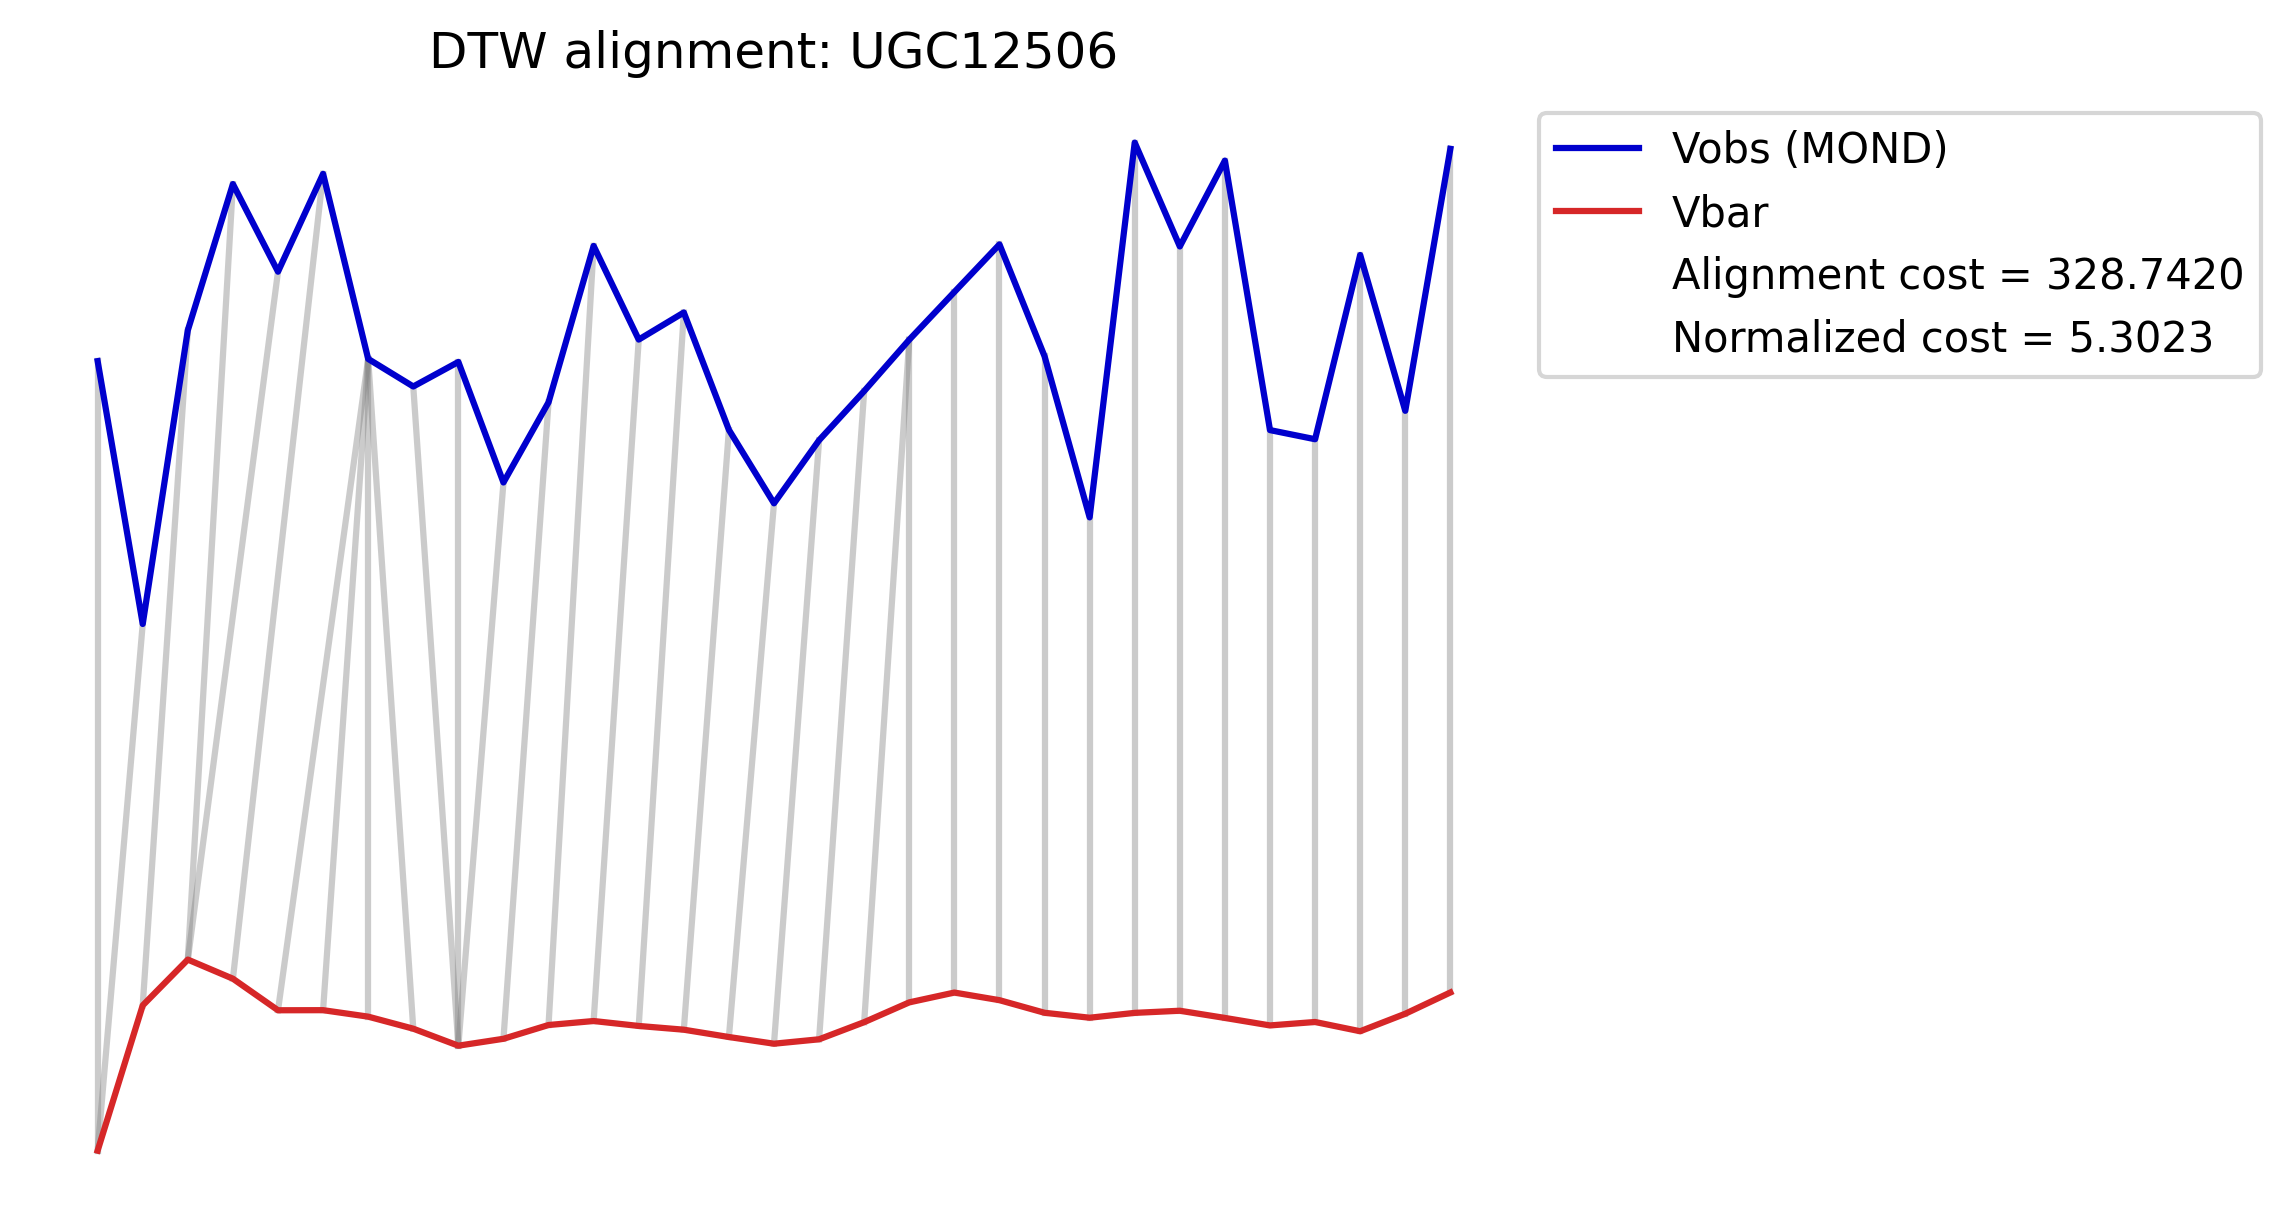 DTW alignment: UGC12506
Vobs (MOND)
Vbar
Alignment cost = 328.7420
Normalized cost = 5.3023